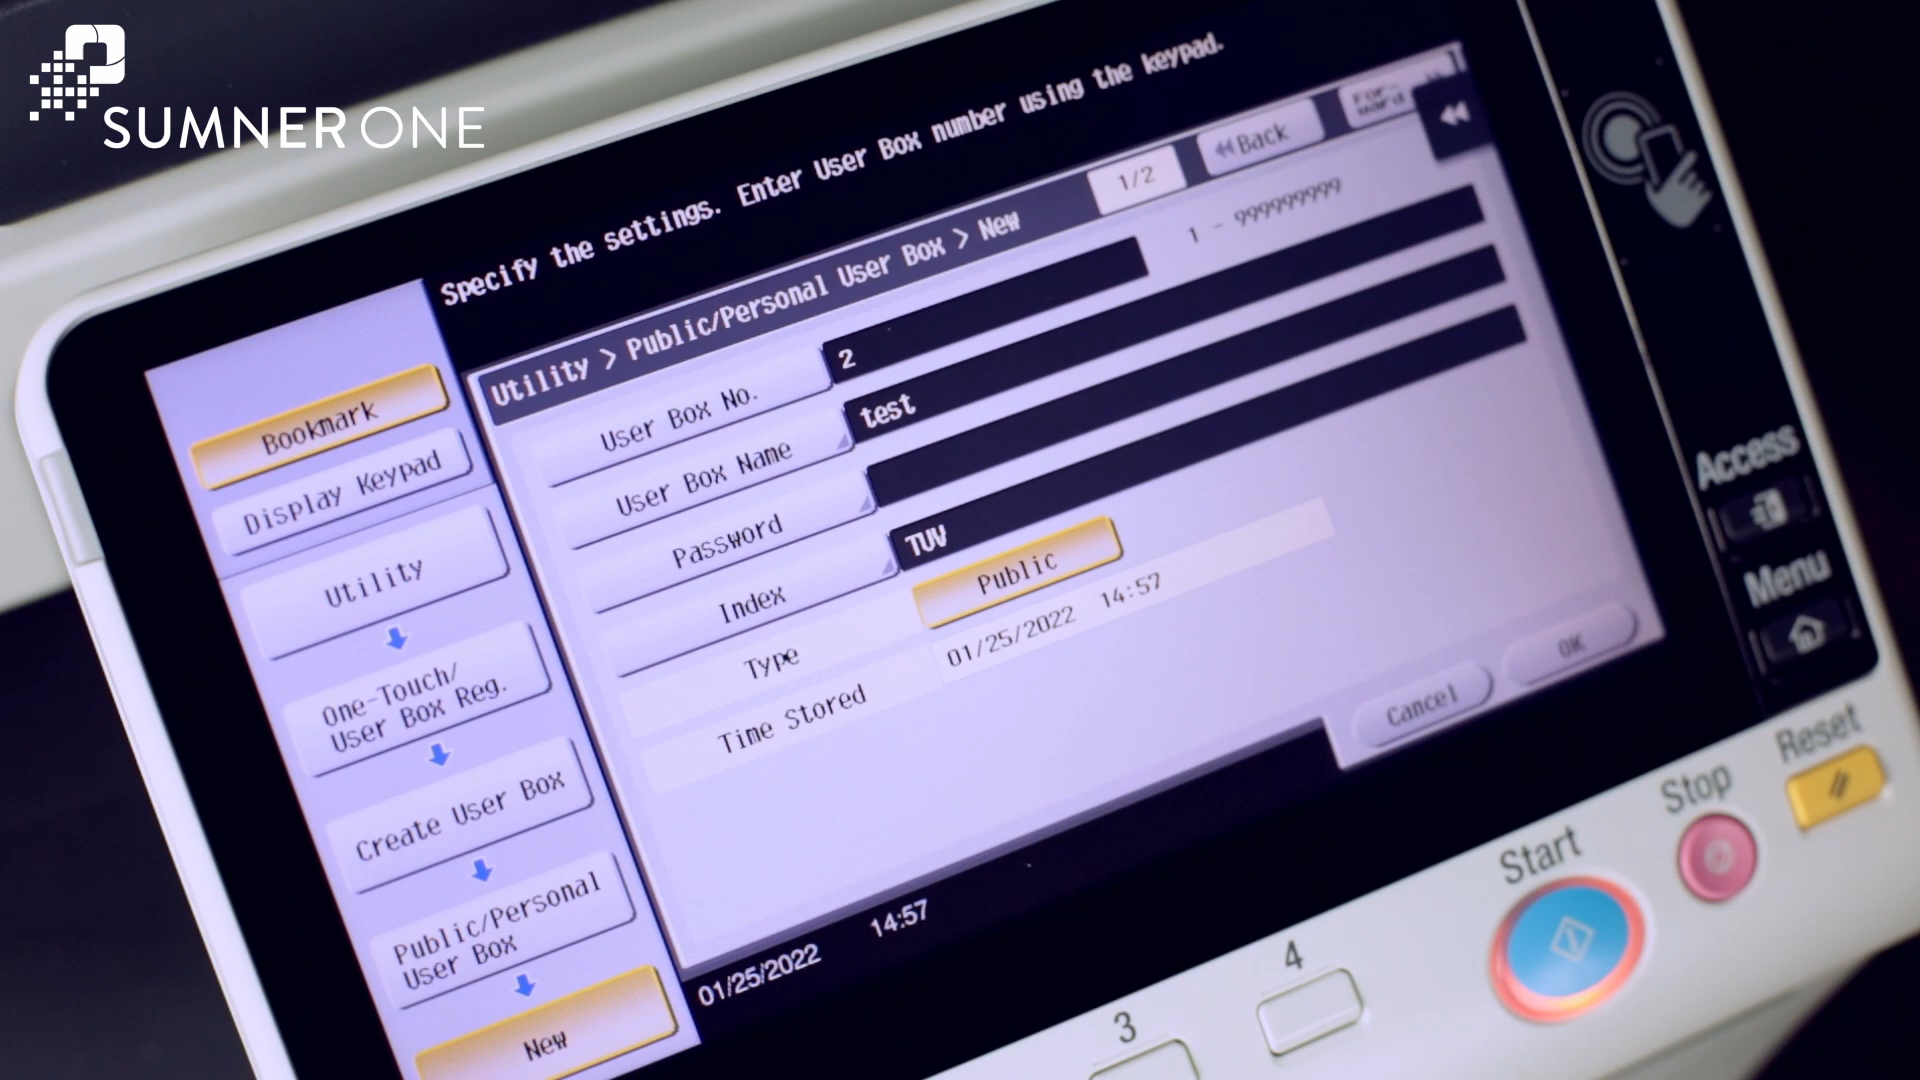 SUMNERONE
Specify the settings. Enter User Box number using the keypad.
Bookmark
Display Keypad
Utility
One-Touch/
User Box Reg.
Create User Box
Public/Personal
User Box
New
Utility > Public/Personal User Box > New
1/2
Back
For-
ward
User Box No.
2
1 - 999999999
User Box Name
test
Password
Index
TUV
Type
Public
Time Stored
01/25/2022 14:57
Cancel
OK
01/25/2022 14:57
Access
Menu
Reset
Stop
Start
3
4